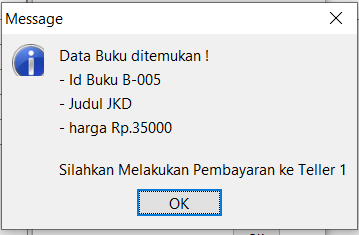 Message
Data Buku ditemukan !
- Id Buku B-005
- Judul JKD
- harga Rp.35000
Silahkan Melakukan Pembayaran ke Teller 1
OK